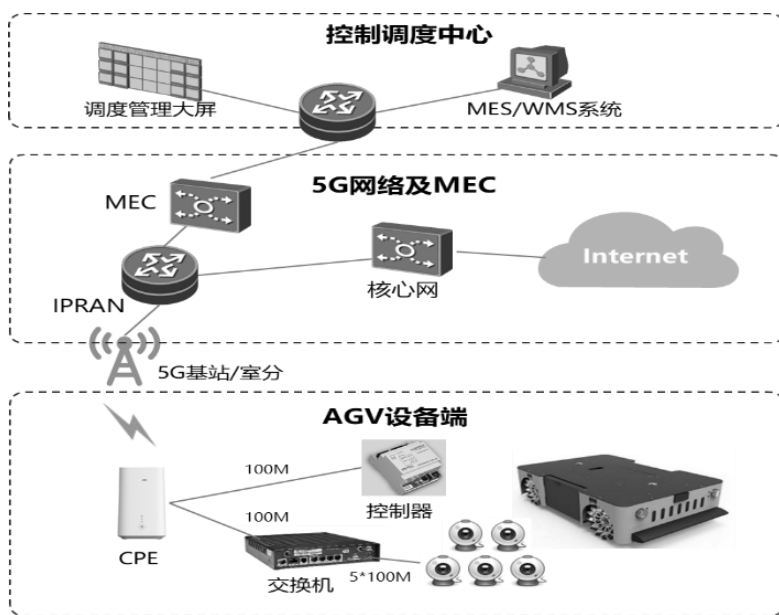 控制调度中心
调度管理大屏
MES/WMS系统
MEC
5G网络及MEC
Internet
核心网
IPRAN
5G基站/室分
AGV设备端
100M
控制器
100M
CPE
交换机
5*100M